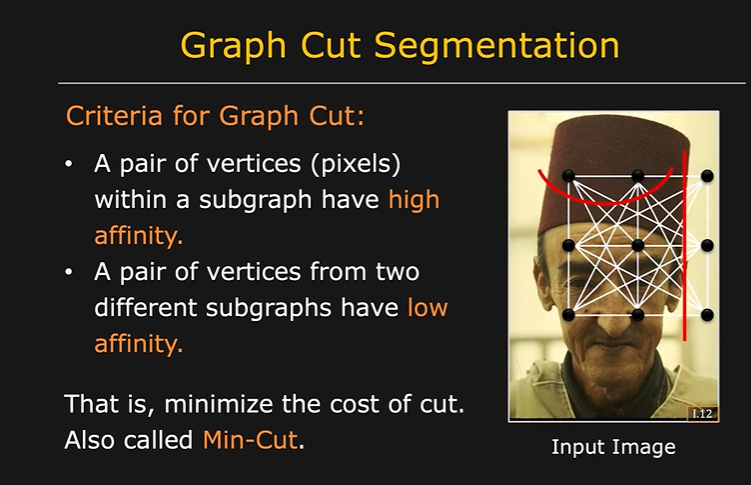 Graph Cut Segmentation
Criteria for Graph Cut:
• A pair of vertices (pixels)
within a subgraph have high
affinity.
• A pair of vertices from two
different subgraphs have low
affinity.
That is, minimize the cost of cut.
Also called Min-Cut.
I.12
Input Image